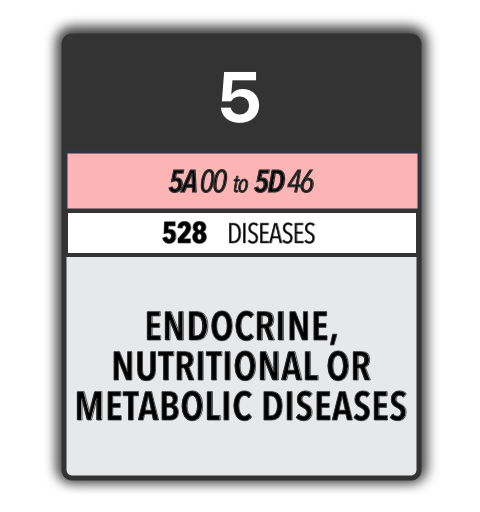 5
5A00 to 5D46
528 DISEASES
ENDOCRINE,
NUTRITIONAL OR
METABOLIC DISEASES